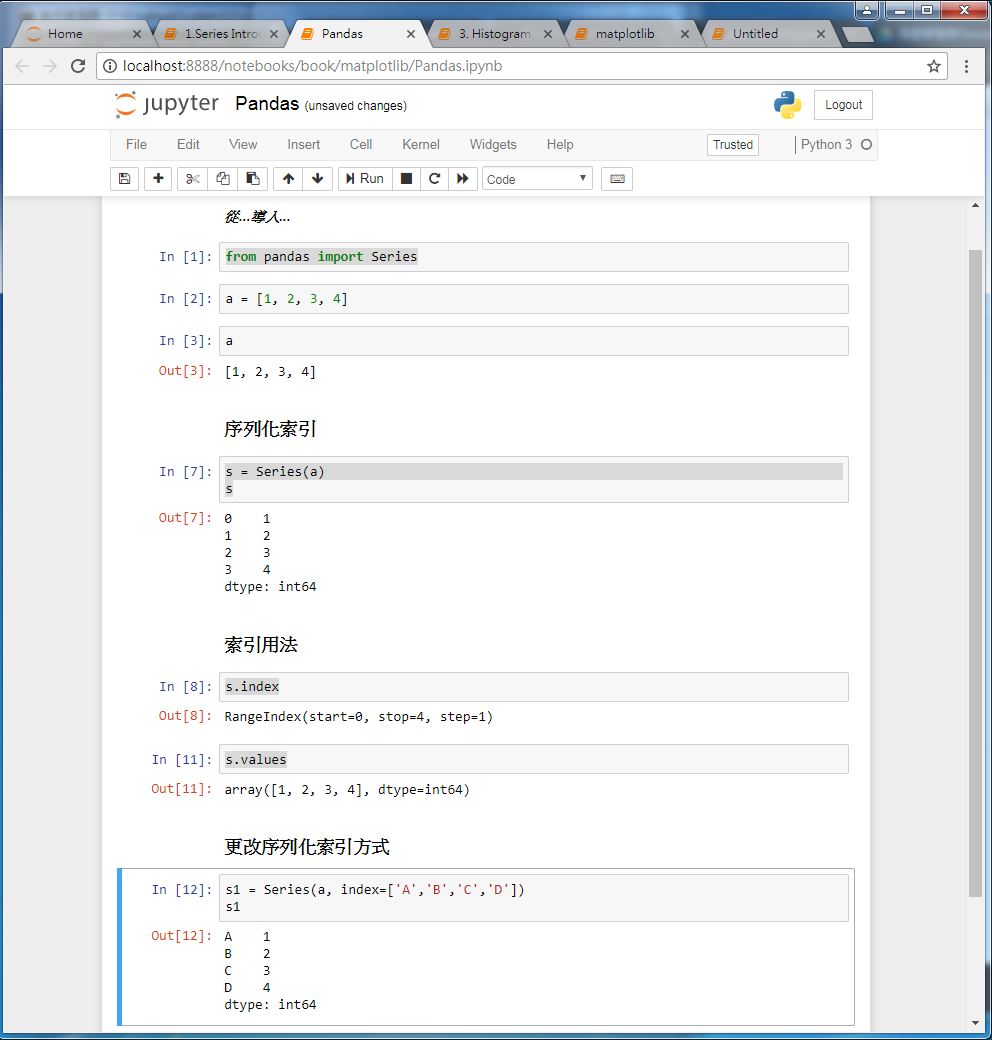 Home
1.Series Intro
Pandas
3. Histogram
matplotlib
Untitled
localhost:8888/notebooks/book/matplotlib/Pandas.ipynb
jupyter Pandas (unsaved changes)
Logout
File Edit View Insert Cell Kernel Widgets Help
Trusted
Python 3
Run
Code
從...導入...
In [1]: from pandas import Series
In [2]: a = [1, 2, 3, 4]
In [3]: a
Out[3]: [1, 2, 3, 4]
序列化索引
In [7]: s = Series(a)
s
Out[7]: 0 1
1 2
2 3
3 4
dtype: int64
索引用法
In [8]: s.index
Out[8]: RangeIndex(start=0, stop=4, step=1)
In [11]: s.values
Out[11]: array([1, 2, 3, 4], dtype=int64)
更改序列化索引方式
In [12]: s1 = Series(a, index=['A','B','C','D'])
s1
Out[12]: A 1
B 2
C 3
D 4
dtype: int64